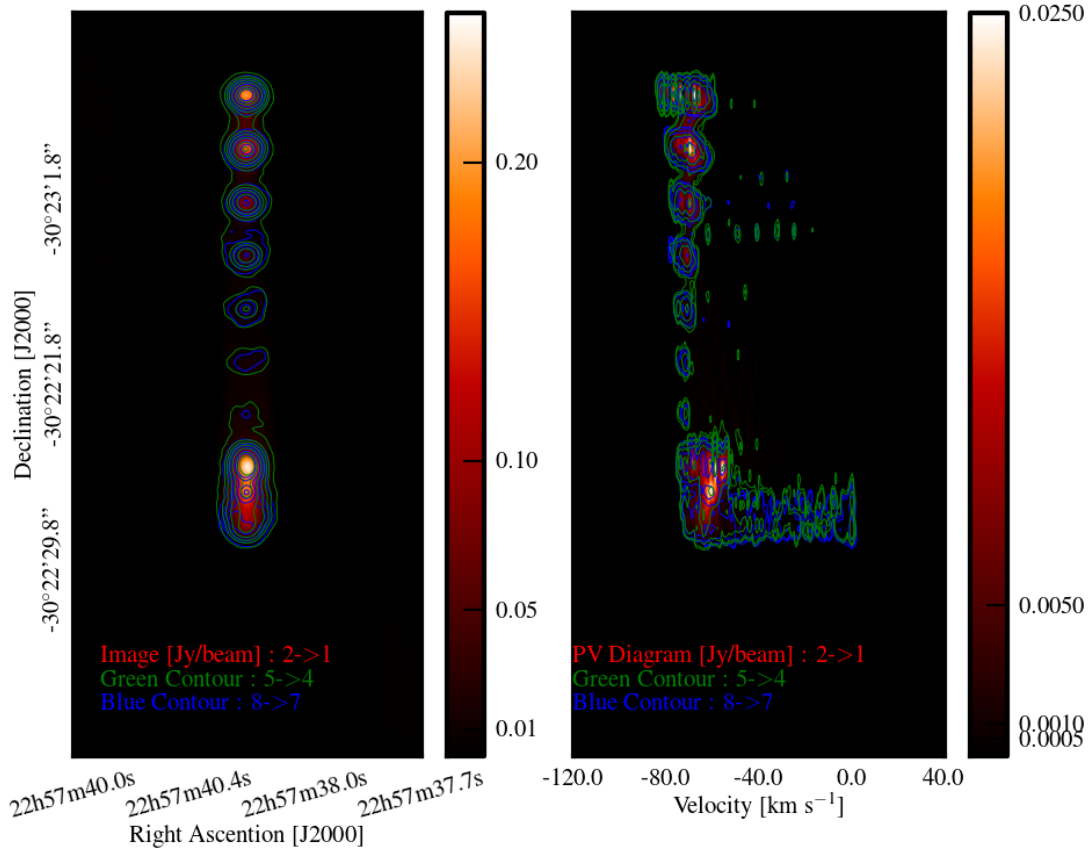 Declination [J2000]
-30°23’1.8”
-30°22’21.8”
-30°22’29.8”
Image [Jy/beam] : 2->1
Green Contour : 5->4
Blue Contour : 8->7
22h57m40.0s
22h57m40.4s
22h57m38.0s
22h57m37.7s
Right Ascention [J2000]
0.20
0.10
0.05
0.01
PV Diagram [Jy/beam] : 2->1
Green Contour : 5->4
Blue Contour : 8->7
-120.0 -80.0 -40.0 0.0 40.0
Velocity [km s⁻¹]
0.0250
0.0050
0.0010
0.0005